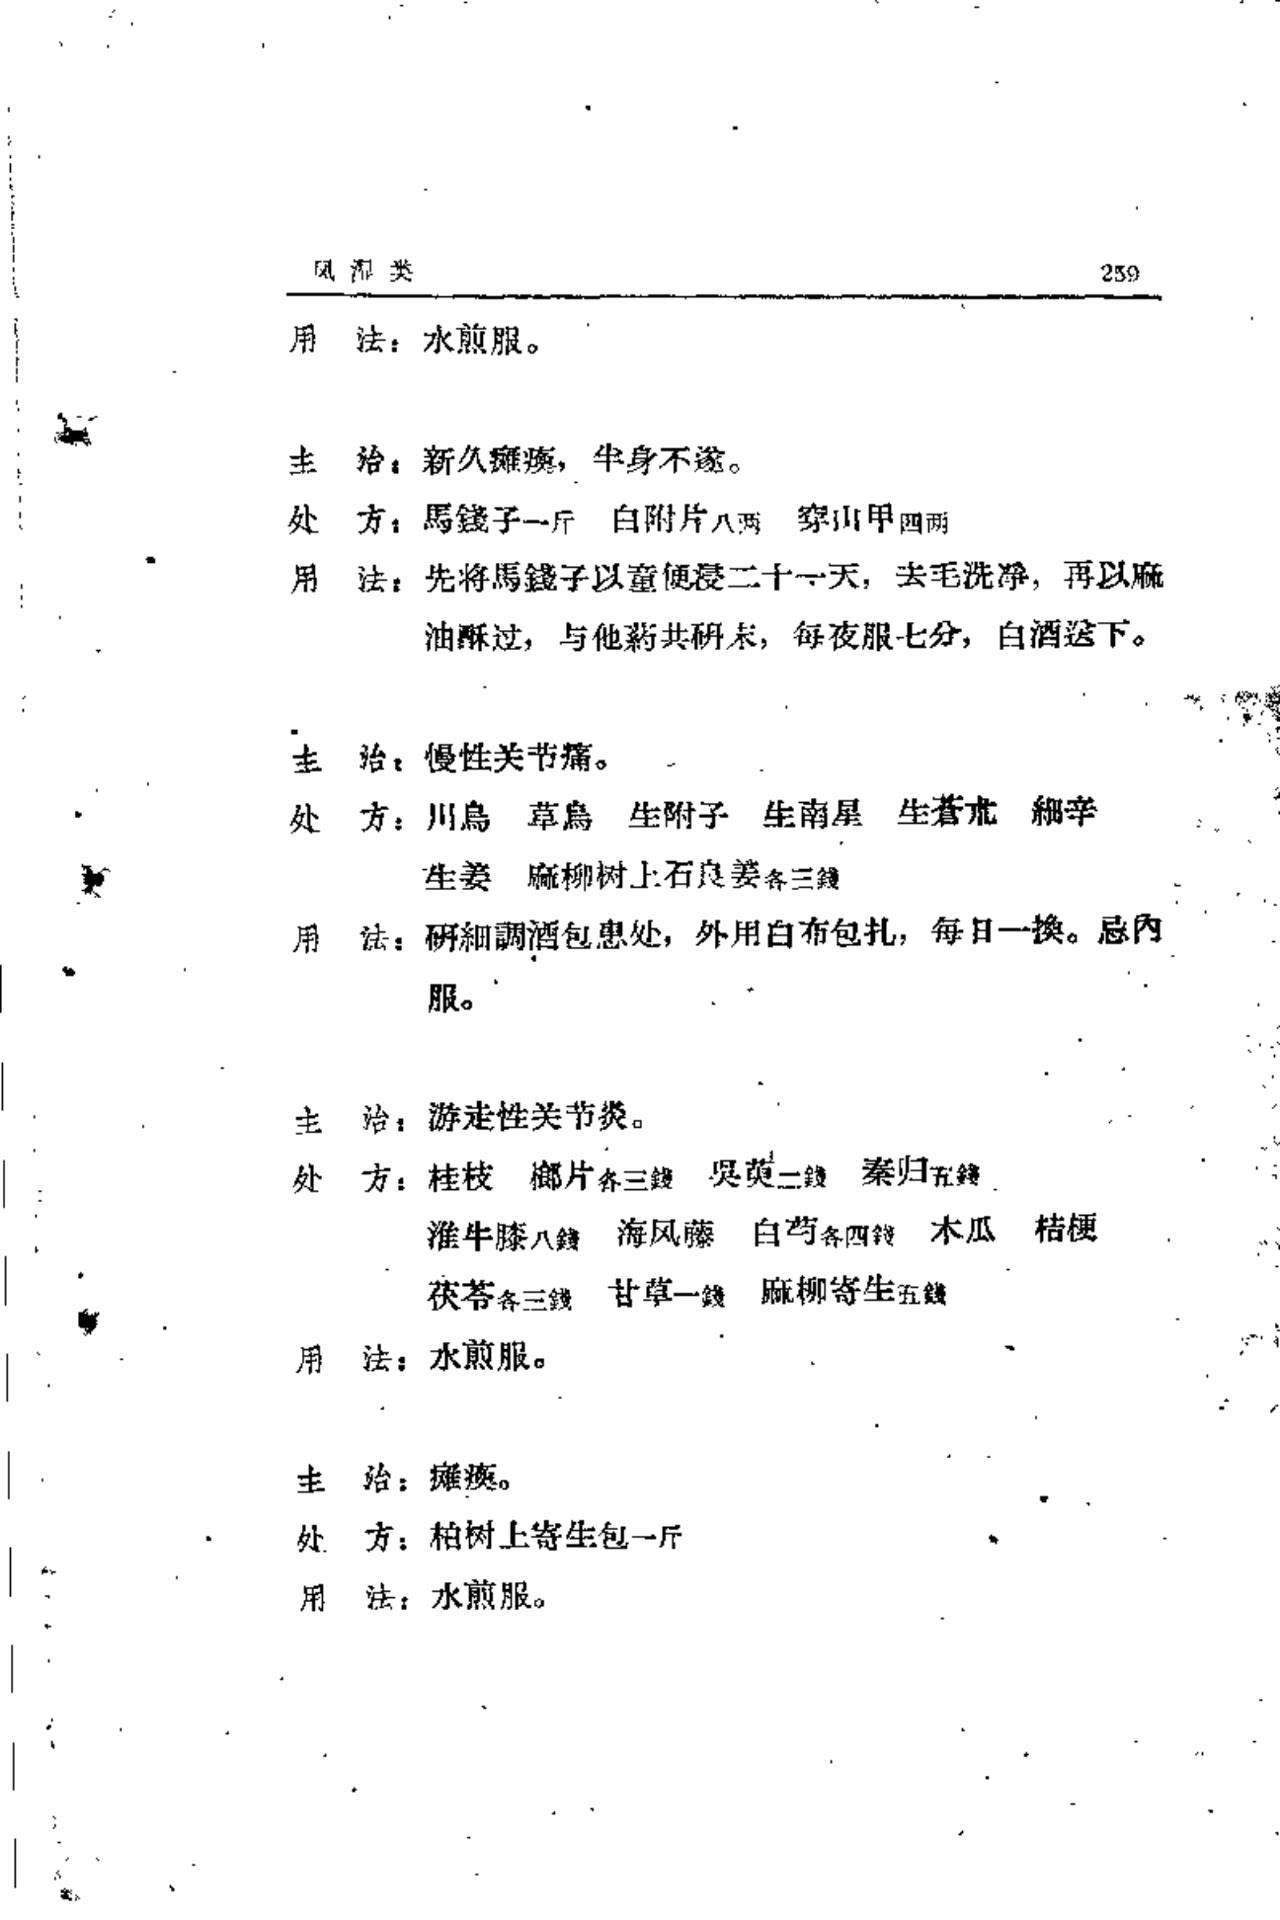 风湿类 259
用　法：水煎服。
主　治：新久瘫痪，半身不遂。
处　方：馬錢子一斤　白附片八两　穿山甲四两
用　法：先将馬錢子以童便浸二十一天，去毛洗净，再以麻
油酥过，与他药共研末，每夜服七分，白酒送下。
主　治：慢性关节痛。
处　方：川烏　草烏　生附子　生南星　生蒼朮　細辛
生姜　麻柳树上石良姜各三錢
用　法：研細調酒包患处，外用白布包扎，每日一換。忌內
服。
主　治：游走性关节炎。
处　方：桂枝　榔片各三錢　吳萸二錢　秦归五錢
淮牛膝八錢　海风藤　白芍各四錢　木瓜　桔梗
茯苓各三錢　甘草一錢　麻柳寄生五錢
用　法：水煎服。
主　治：瘫痪。
处　方：柏树上寄生包一斤
用　法：水煎服。